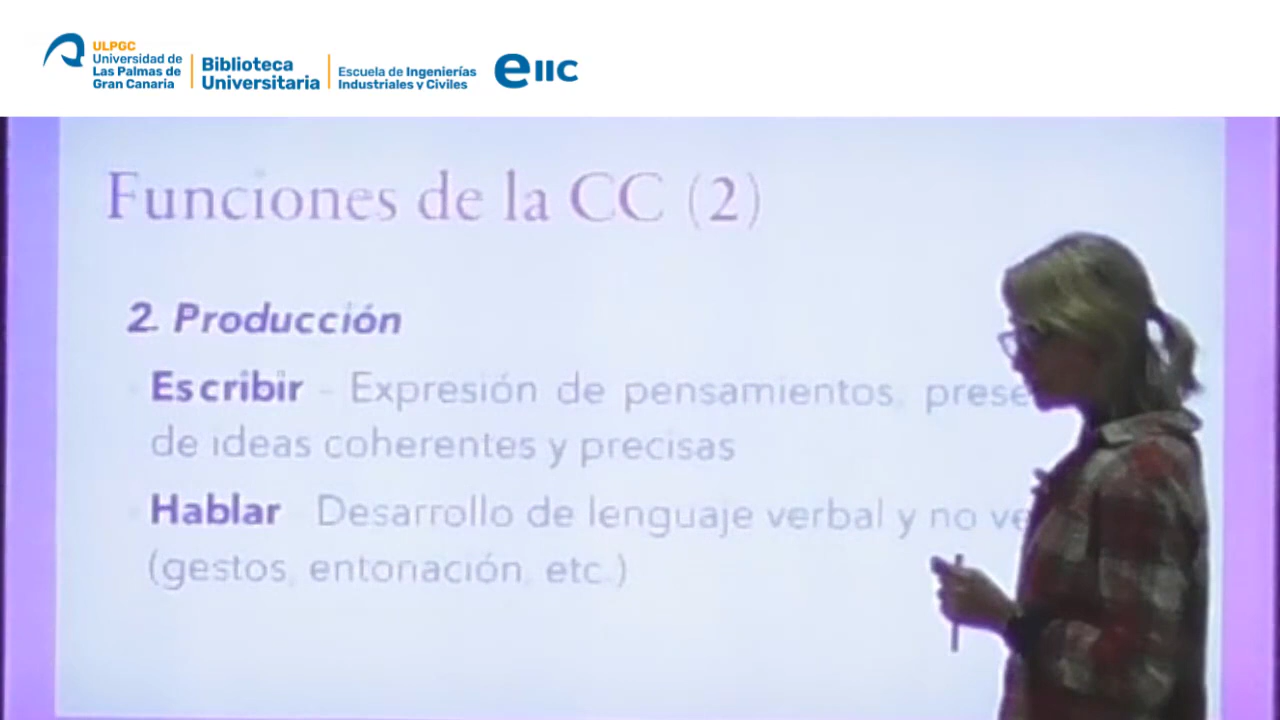 ULPGC
Universidad de
Las Palmas de
Gran Canaria
Biblioteca
Universitaria
Escuela de Ingenierías
Industriales y Civiles
eiic
Funciones de la CC (2)
2. Producción
Escribir - Expresión de pensamientos, prese
de ideas coherentes y precisas
Hablar Desarrollo de lenguaje verbal y no ve
(gestos, entonación, etc.)